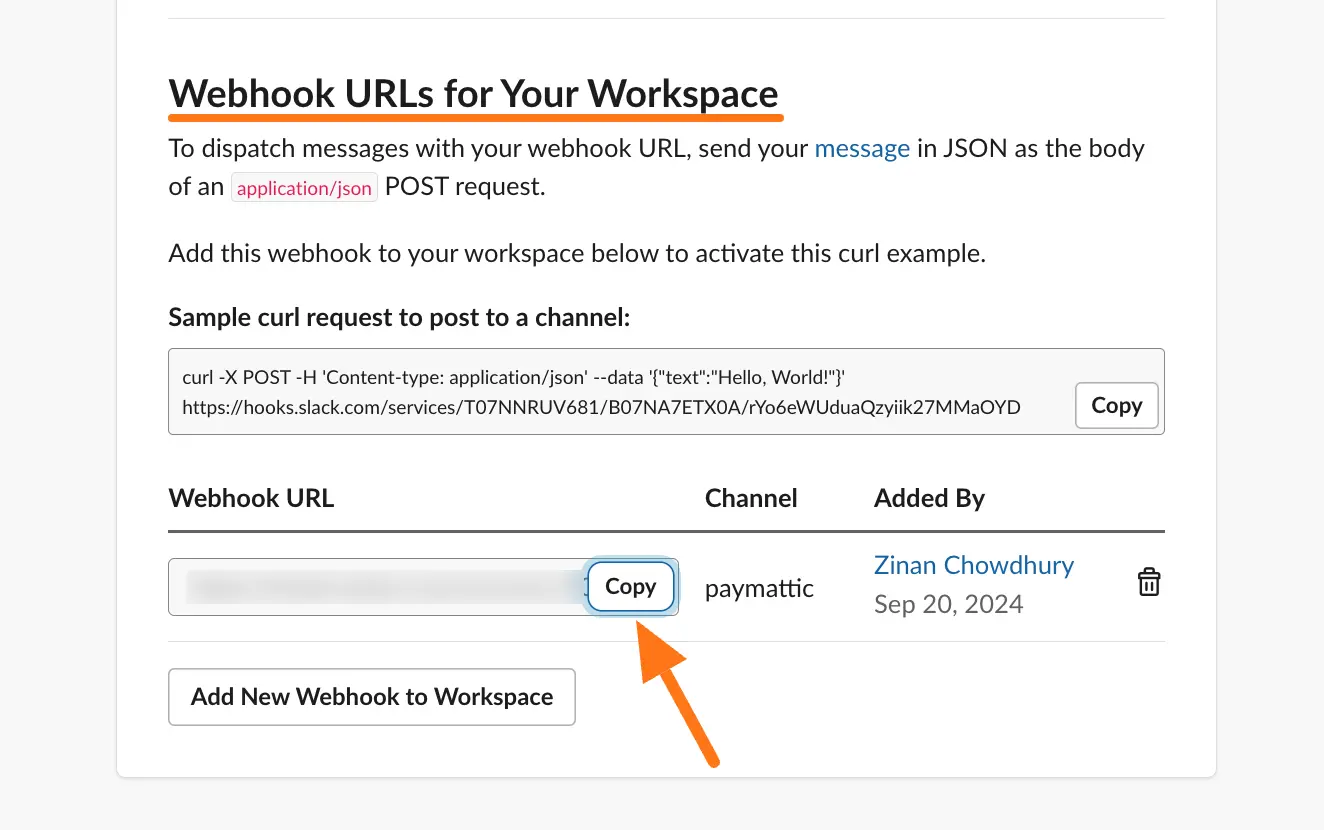 Webhook URLs for Your Workspace
To dispatch messages with your webhook URL, send your message in JSON as the body
of an application/json POST request.
Add this webhook to your workspace below to activate this curl example.
Sample curl request to post to a channel:
curl -X POST -H 'Content-type: application/json' --data '{"text":"Hello, World!"}'
https://hooks.slack.com/services/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
Copy
Webhook URL Channel Added By
Copy paymattic Zinan Chowdhury
Sep 20, 2024
Add New Webhook to Workspace